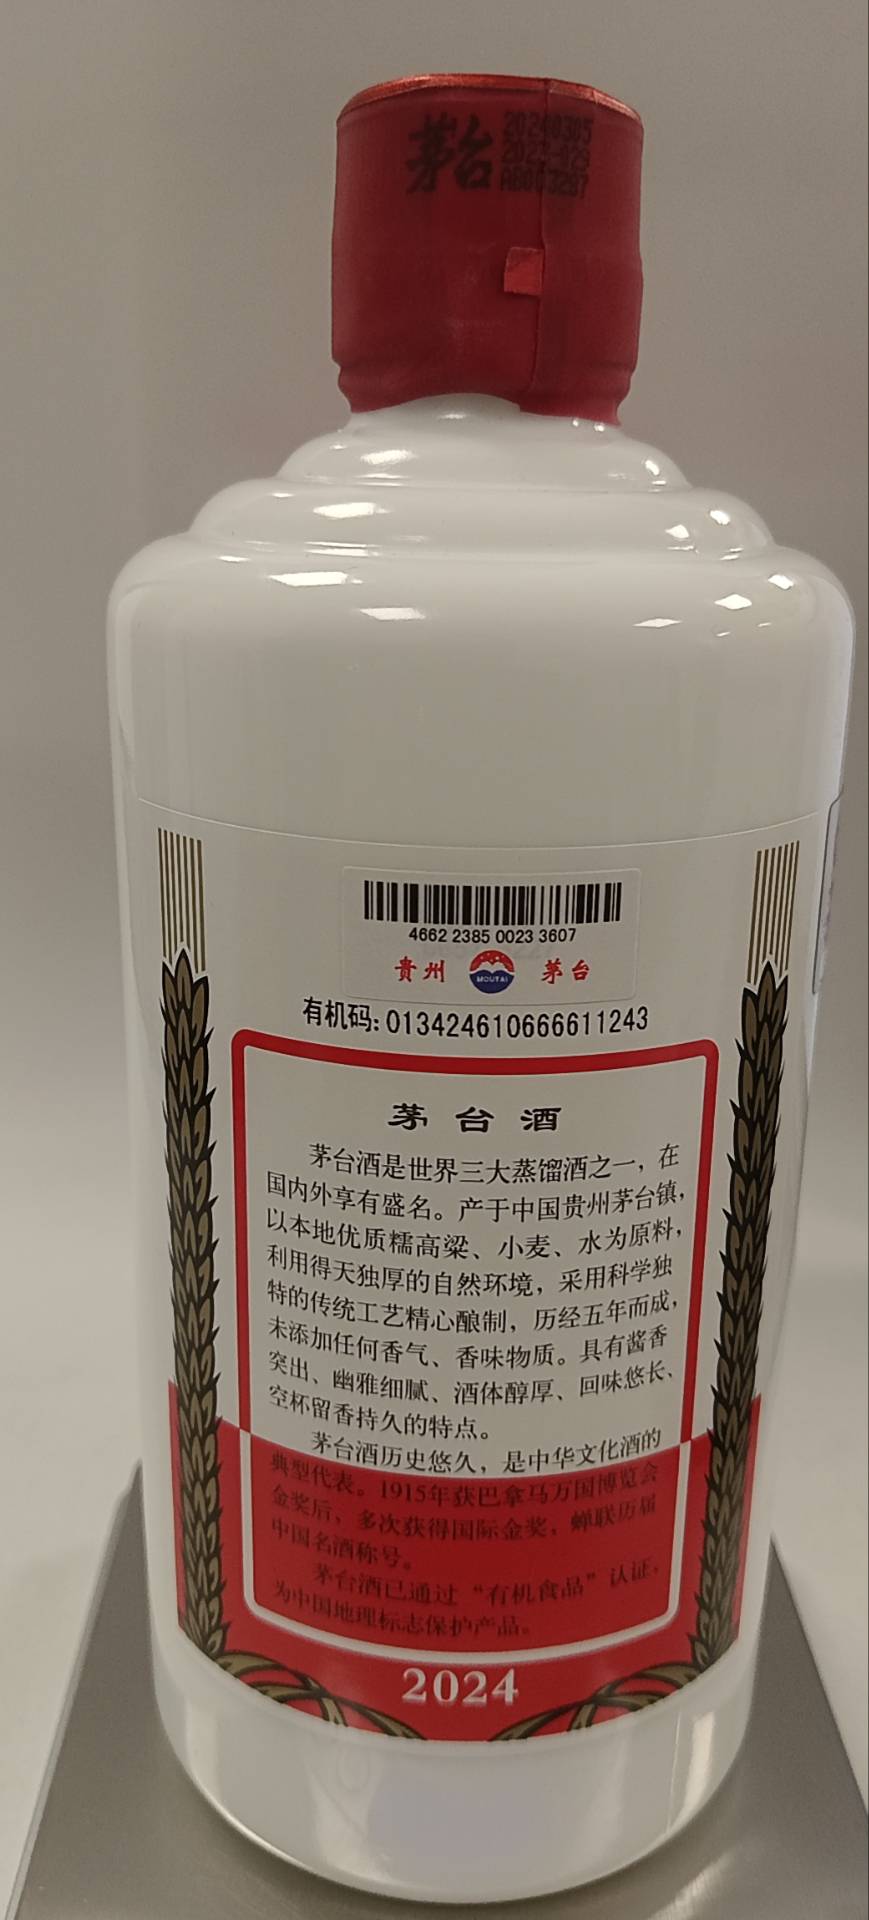 茅台
20240305
2023-023
AB003297
4662 2385 0023 3607
贵州 MOUTAI 茅台
有机码: 013424610666611243
茅台酒
茅台酒是世界三大蒸馏酒之一，在
国内外享有盛名。产于中国贵州茅台镇，
以本地优质糯高粱、小麦、水为原料，
利用得天独厚的自然环境，采用科学独
特的传统工艺精心酿制，历经五年而成，
未添加任何香气、香味物质。具有酱香
突出、幽雅细腻、酒体醇厚、回味悠长、
空杯留香持久的特点。
茅台酒历史悠久，是中华文化酒的
典型代表。1915年获巴拿马万国博览会
金奖后，多次获得国际金奖，蝉联历届
中国名酒称号。
茅台酒已通过“有机食品”认证，
为中国地理标志保护产品。
2024